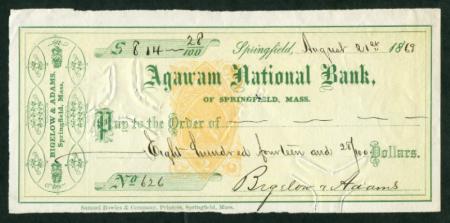 $ 814 — 28/100 Springfield, August 21st 1869
Agawam National Bank,
OF SPRINGFIELD, MASS.
Pay to the Order of — — — —
Eight hundred fourteen and 28/100 Dollars.
No 626 Bigelow & Adams
BIGELOW & ADAMS,
Springfield, Mass.
Samuel Bowles & Company, Printers, Springfield, Mass.